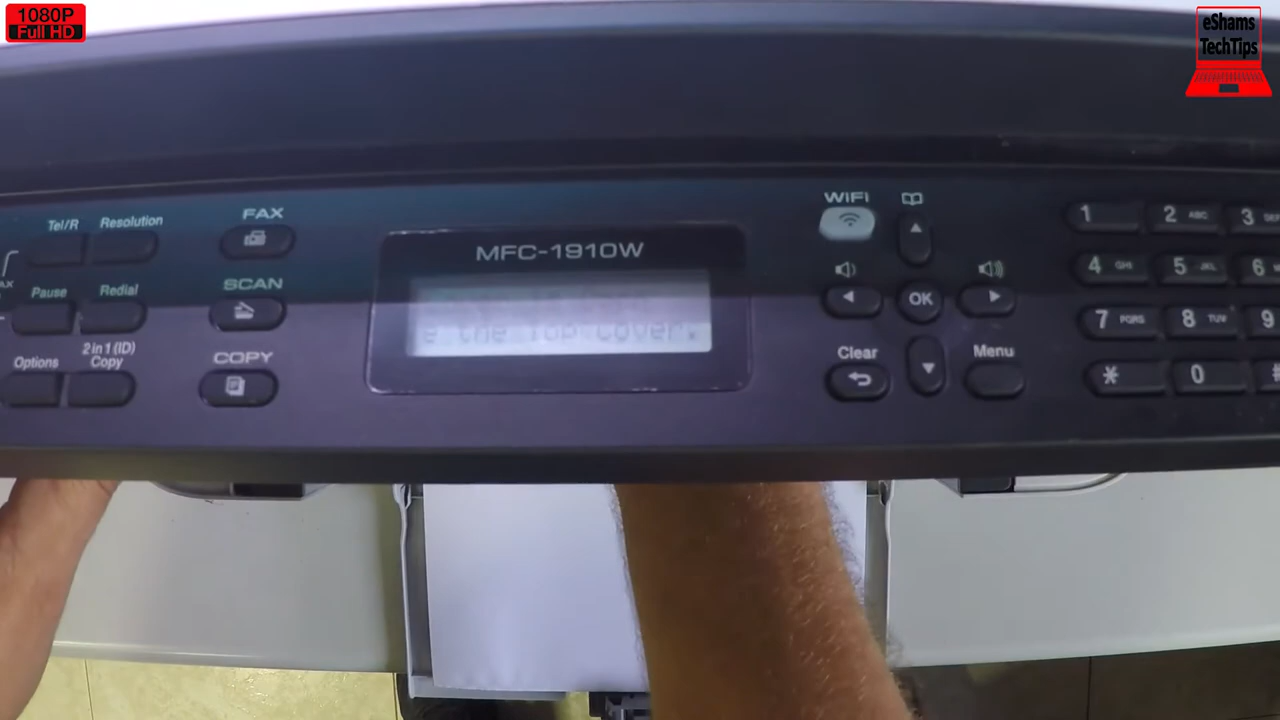 1080P
Full HD
eShams
TechTips
Tel/R
Resolution
FAX
Pause
Redial
SCAN
Options
2 in 1 (ID)
Copy
COPY
MFC-1910W
e the Top Cover.
WiFi
OK
Clear
Menu
1
2 ABC
3
4 GHI
5 JKL
6
7 PQRS
8 TUV
9
*
0
#